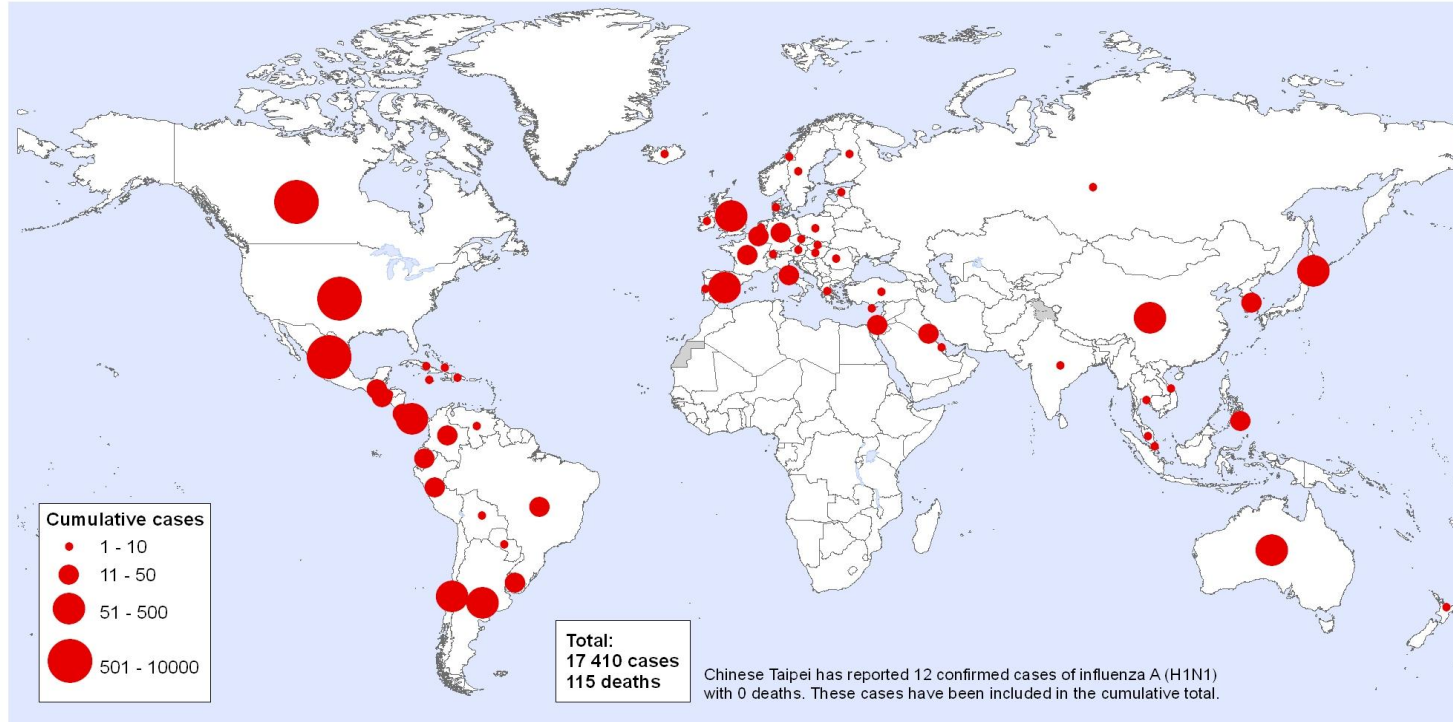 Cumulative cases
1 - 10
11 - 50
51 - 500
501 - 10000
Total:
17 410 cases
115 deaths
Chinese Taipei has reported 12 confirmed cases of influenza A (H1N1)
with 0 deaths. These cases have been included in the cumulative total.